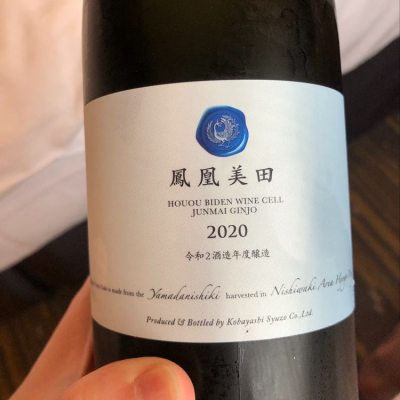 鳳凰美田
HOUOU BIDEN WINE CELL
JUNMAI GINJO
2020
令和2酒造年度醸造
is made from the Yamadanishiki harvested in Nishiwaki Area Hyogo
Produced & Bottled by Kobayashi Syuzo Co.,Ltd.